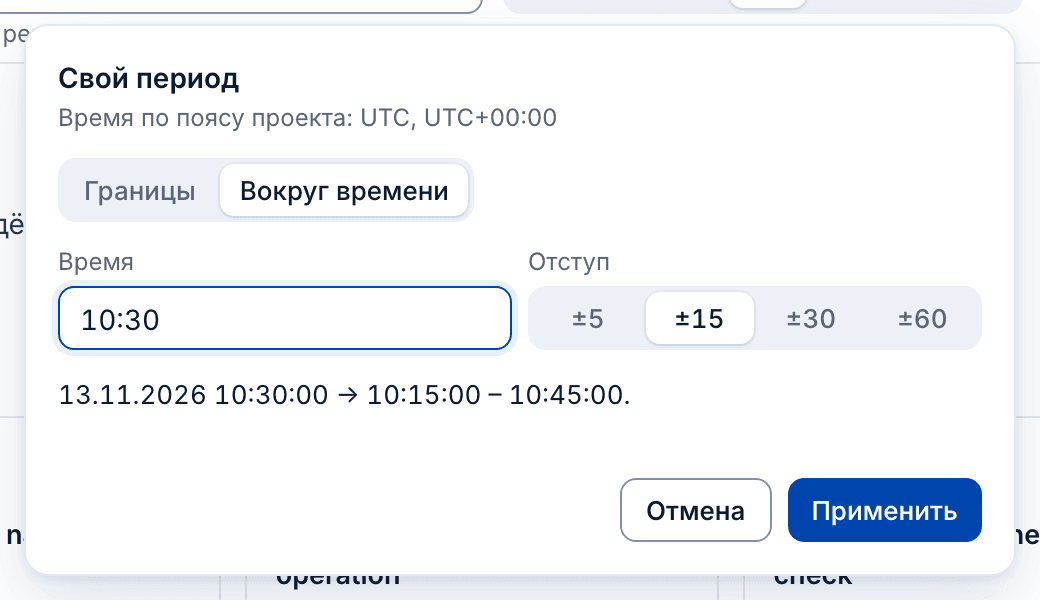 Свой период
Время по поясу проекта: UTC, UTC+00:00
Границы
Вокруг времени
Время
Отступ
10:30
±5
±15
±30
±60
13.11.2026 10:30:00 → 10:15:00 – 10:45:00.
Отмена
Применить
operation
check